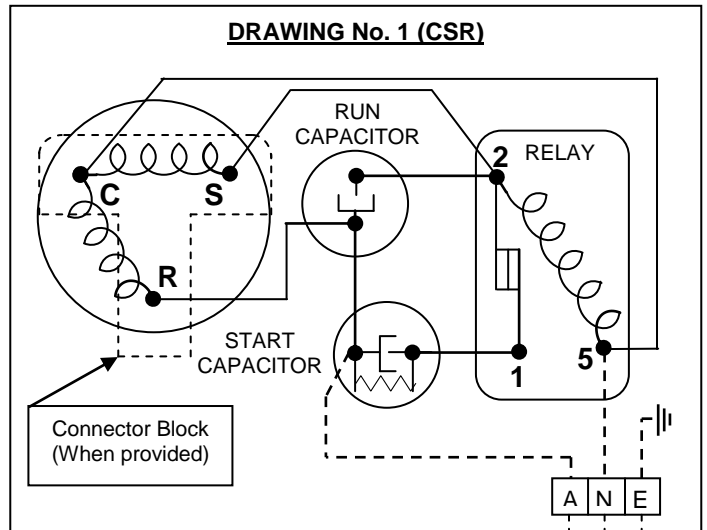 DRAWING No. 1 (CSR)
RUN
CAPACITOR
RELAY
2
C
S
R
START
CAPACITOR
1
5
Connector Block
(When provided)
A N E